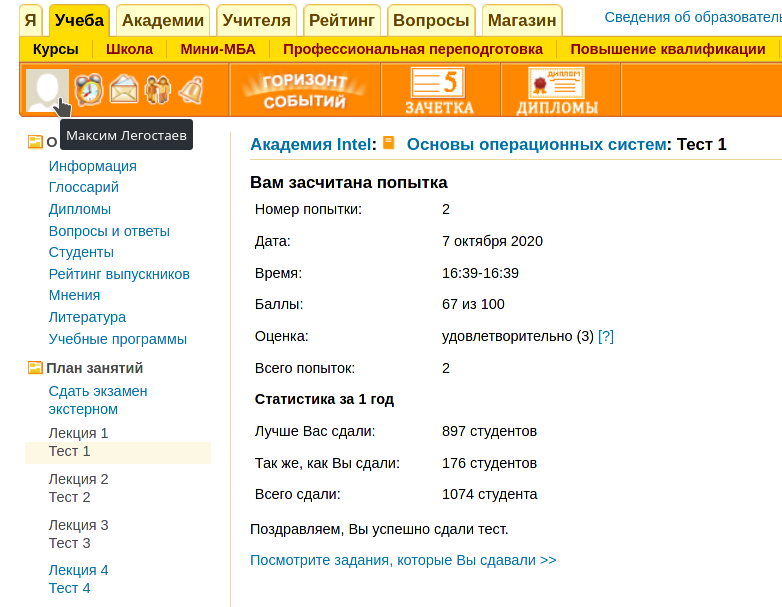 Я Учеба Академии Учителя Рейтинг Вопросы Магазин Сведения об образователь
Курсы Школа Мини-МБА Профессиональная переподготовка Повышение квалификации
ГОРИЗОНТ СОБЫТИЙ 5 ЗАЧЕТКА ДИПЛОМ ДИПЛОМЫ
Максим Легостаев
О
Информация
Глоссарий
Дипломы
Вопросы и ответы
Студенты
Рейтинг выпускников
Мнения
Литература
Учебные программы
План занятий
Сдать экзамен
экстерном
Лекция 1
Тест 1
Лекция 2
Тест 2
Лекция 3
Тест 3
Лекция 4
Тест 4
Академия Intel: Основы операционных систем: Тест 1
Вам засчитана попытка
Номер попытки: 2
Дата: 7 октября 2020
Время: 16:39-16:39
Баллы: 67 из 100
Оценка: удовлетворительно (3) [?]
Всего попыток: 2
Статистика за 1 год
Лучше Вас сдали: 897 студентов
Так же, как Вы сдали: 176 студентов
Всего сдали: 1074 студента
Поздравляем, Вы успешно сдали тест.
Посмотрите задания, которые Вы сдавали >>